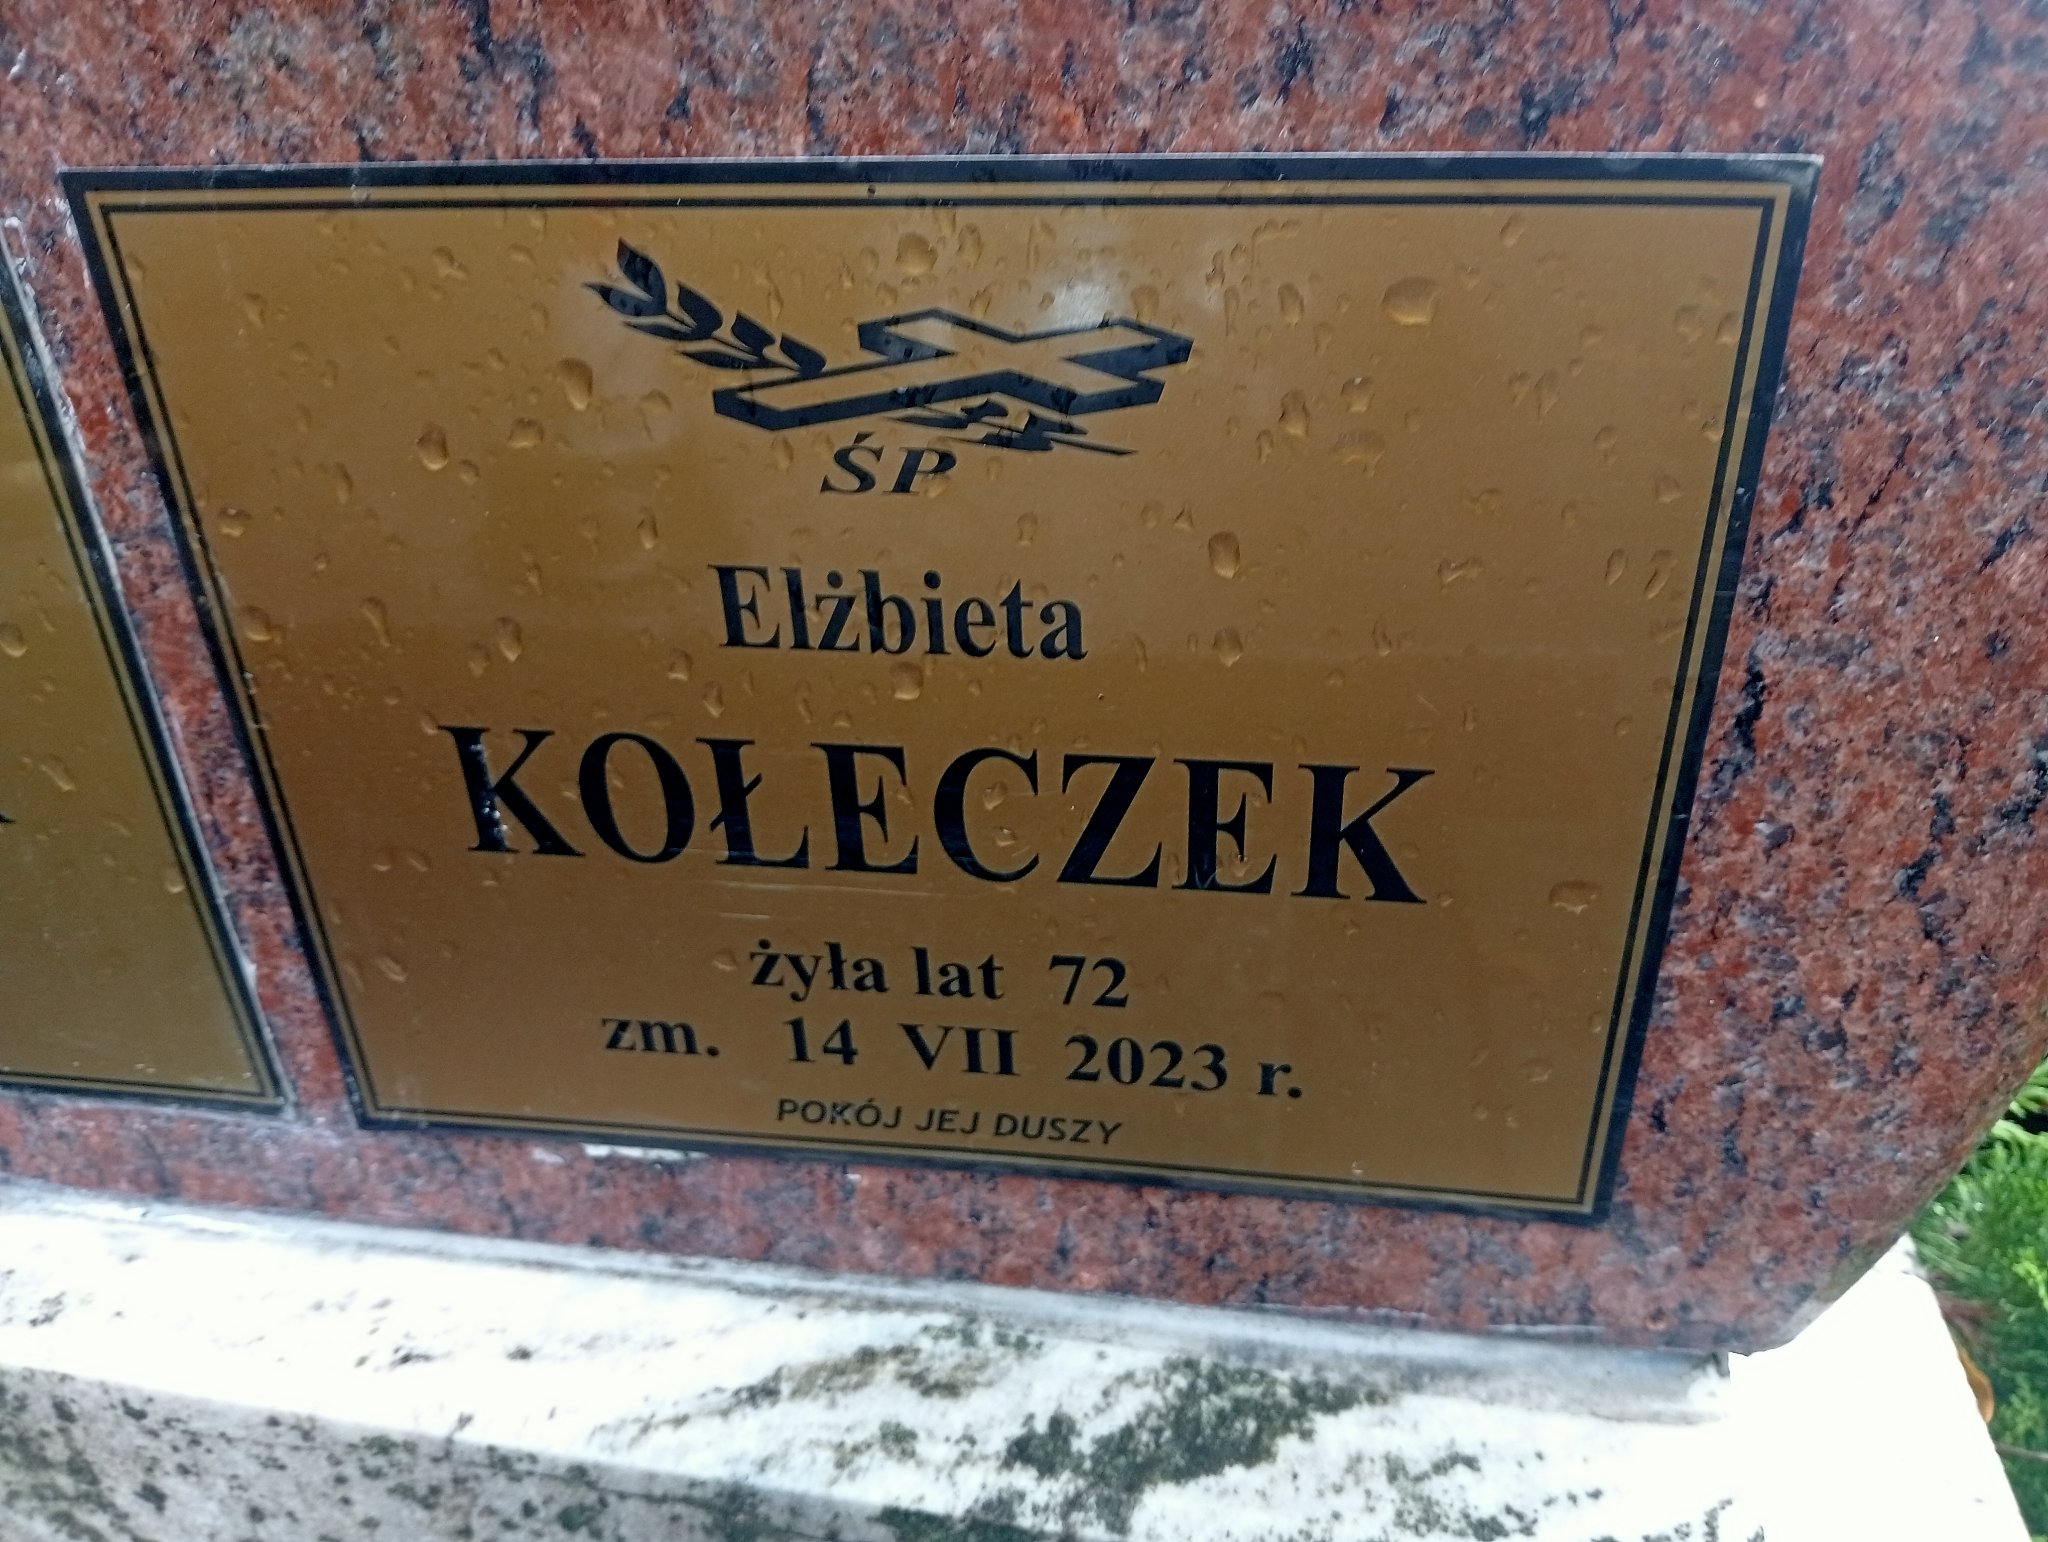 ŚP
Elżbieta
KOŁECZEK
żyła lat 72
zm. 14 VII 2023 r.
POKÓJ JEJ DUSZY